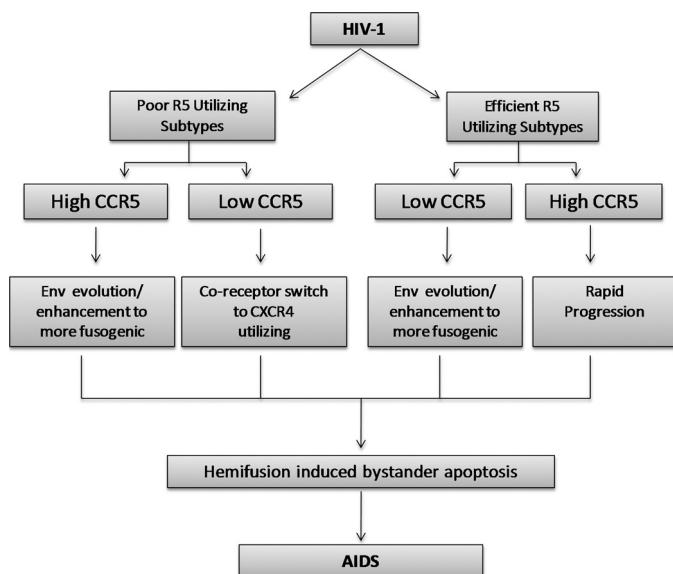 HIV-1
Poor R5 Utilizing
Subtypes
Efficient R5
Utilizing Subtypes
High CCR5
Low CCR5
Low CCR5
High CCR5
Env evolution/
enhancement to
more fusogenic
Co-receptor switch
to CXCR4
utilizing
Env evolution/
enhancement to
more fusogenic
Rapid
Progression
Hemifusion induced bystander apoptosis
AIDS